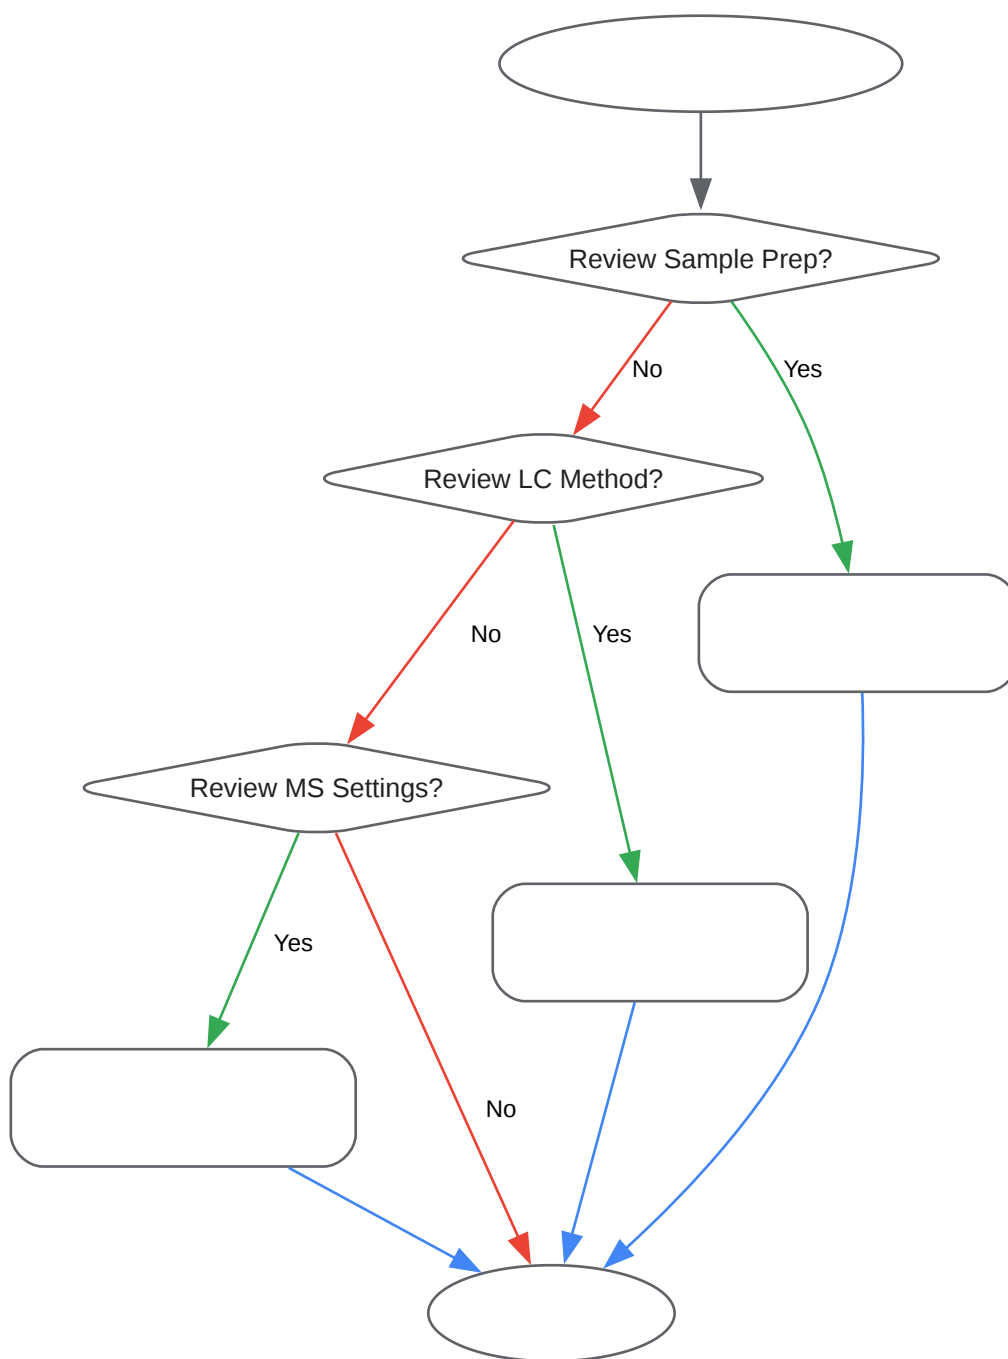 Review Sample Prep?
No
Yes
Review LC Method?
No
Yes
Review MS Settings?
Yes
No